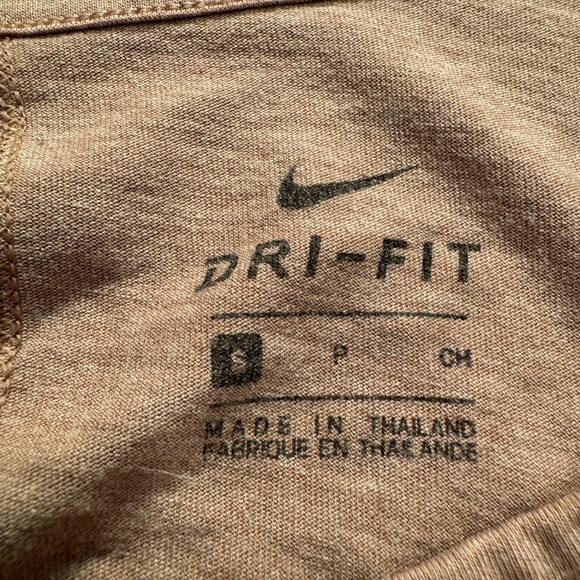 DRI-FIT
S P CH
MADE IN THAILAND
FABRIQUE EN THAÏLANDE